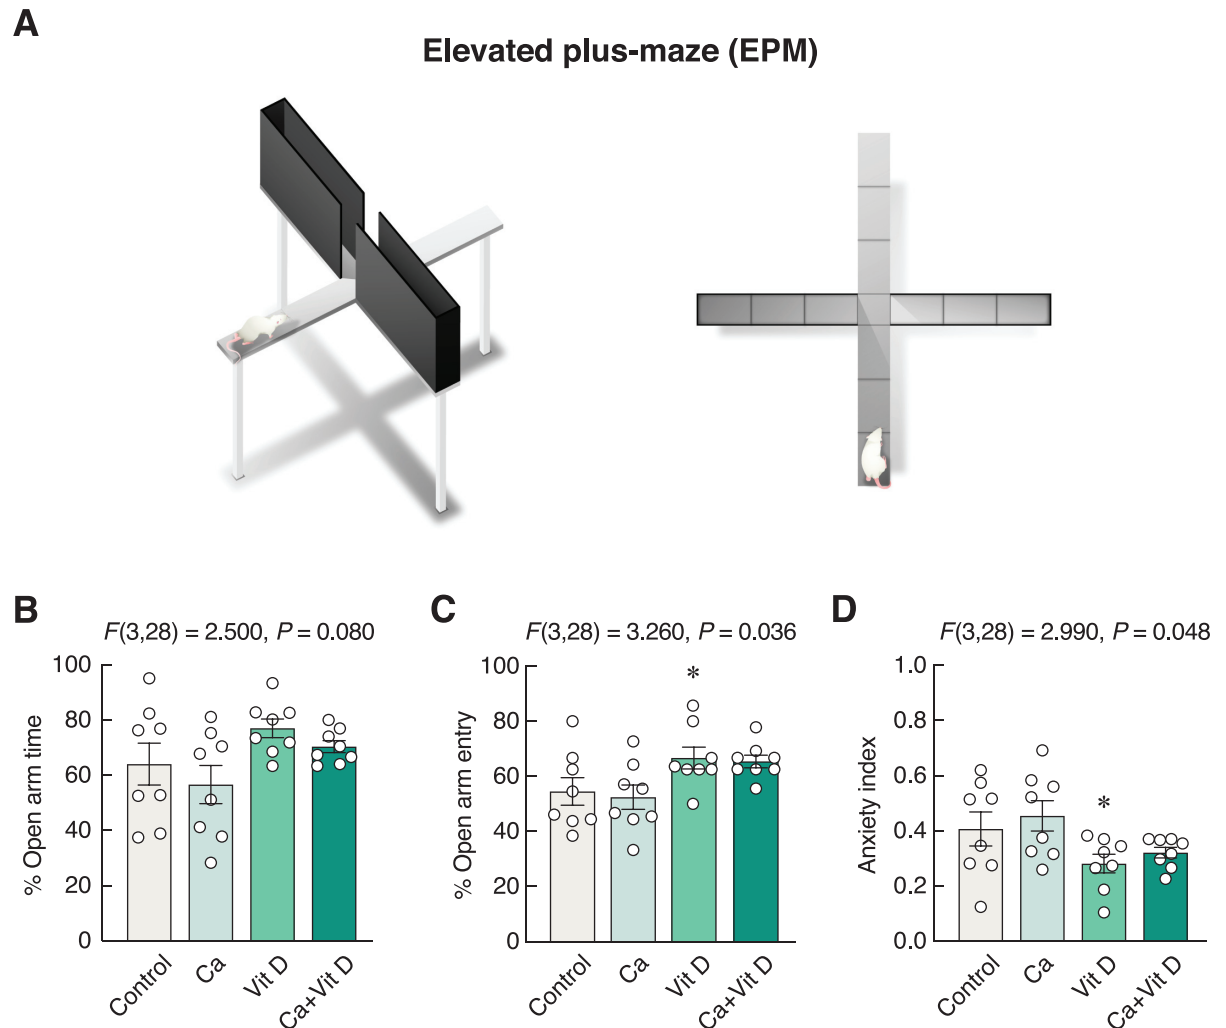 A
Elevated plus-maze (EPM)
B
F(3,28) = 2.500, P = 0.080
% Open arm time
100
80
60
40
20
0
Control
Ca
Vit D
Ca+Vit D
C
F(3,28) = 3.260, P = 0.036
% Open arm entry
100
80
60
40
20
0
*
Control
Ca
Vit D
Ca+Vit D
D
F(3,28) = 2.990, P = 0.048
Anxiety index
1.0
0.8
0.6
0.4
0.2
0.0
*
Control
Ca
Vit D
Ca+Vit D